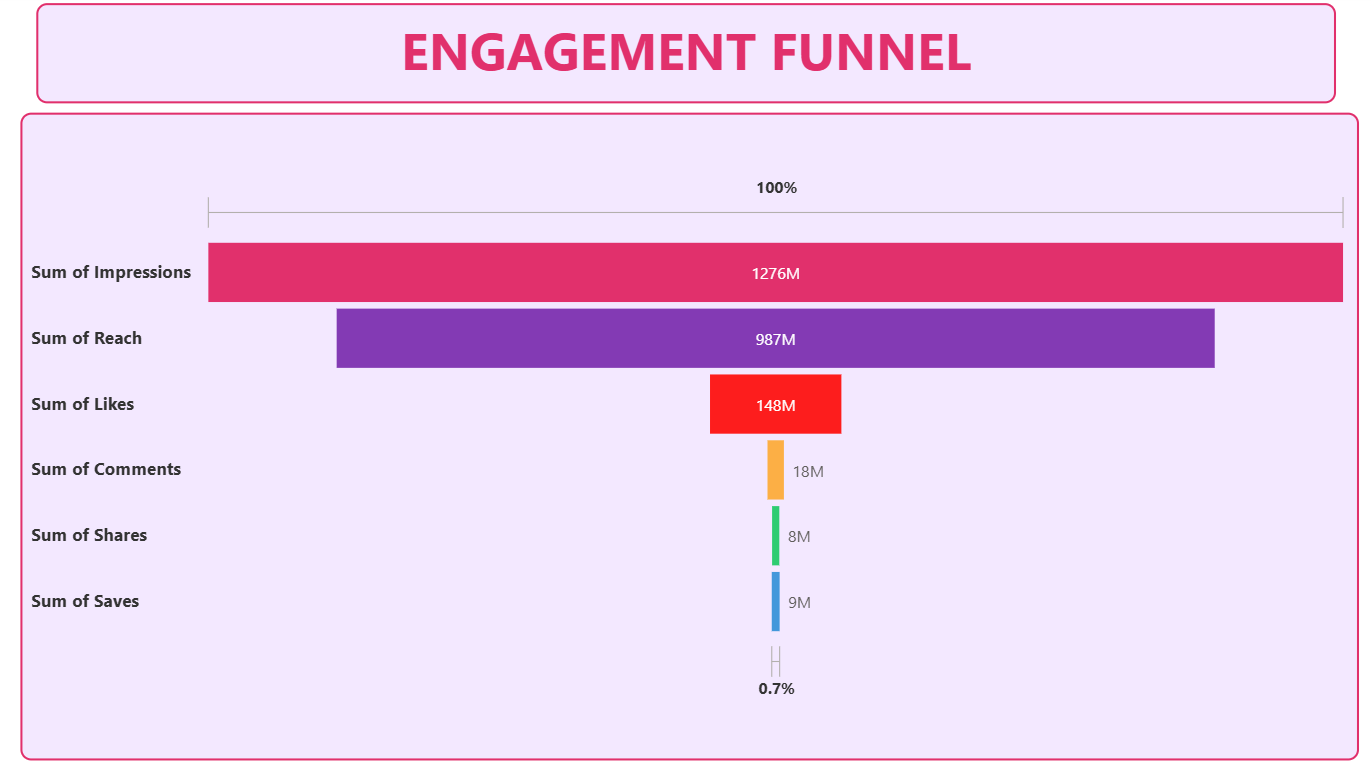 ENGAGEMENT FUNNEL
100%
Sum of Impressions 1276M
Sum of Reach 987M
Sum of Likes 148M
Sum of Comments 18M
Sum of Shares 8M
Sum of Saves 9M
0.7%